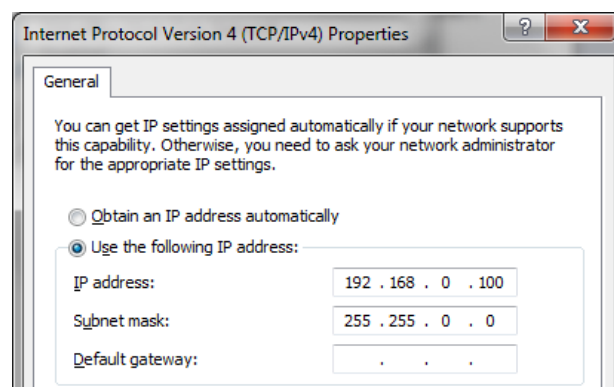 Internet Protocol Version 4 (TCP/IPv4) Properties
?
General
You can get IP settings assigned automatically if your network supports
this capability. Otherwise, you need to ask your network administrator
for the appropriate IP settings.
Obtain an IP address automatically
Use the following IP address:
IP address: 192 . 168 . 0 . 100
Subnet mask: 255 . 255 . 0 . 0
Default gateway: . . .